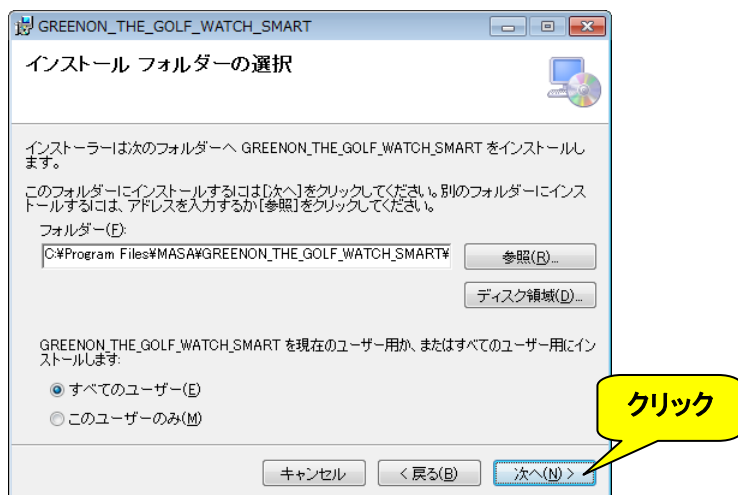 GREENON_THE_GOLF_WATCH_SMART
インストール フォルダーの選択
インストーラーは次のフォルダーへ GREENON_THE_GOLF_WATCH_SMART をインストールし
ます。
このフォルダーにインストールするには[次へ]をクリックしてください。別のフォルダーにインス
トールするには、アドレスを入力するか[参照]をクリックしてください。
フォルダー(F):
C:¥Program Files¥MASA¥GREENON_THE_GOLF_WATCH_SMART¥
参照(R)...
ディスク領域(D)...
GREENON_THE_GOLF_WATCH_SMART を現在のユーザー用か、またはすべてのユーザー用にイン
ストールします:
すべてのユーザー(E)
このユーザーのみ(M)
クリック
キャンセル
< 戻る(B)
次へ(N) >